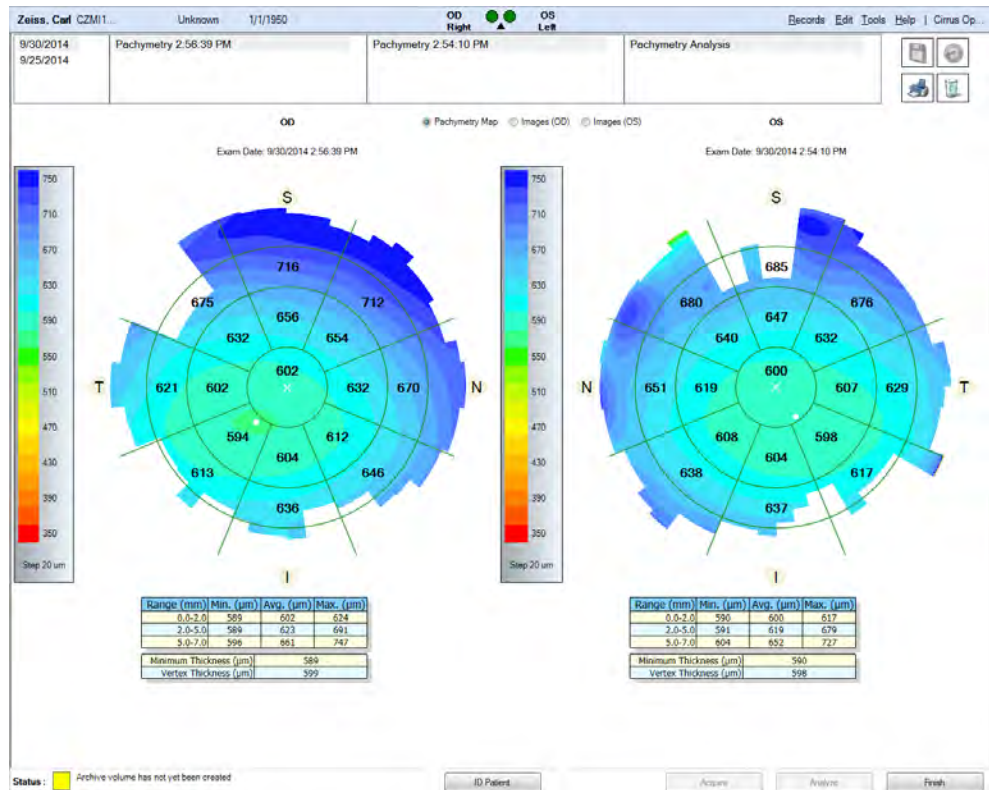 Zeiss, Carl CZMI1... Unknown 1/1/1950 OD Right OS Left Records Edit Tools Help | Cirrus Op...
9/30/2014 Pachymetry 2:56:39 PM Pachymetry 2:54:10 PM Pachymetry Analysis
9/25/2014
OD Pachymetry Map Images (OD) Images (OS) OS
Exam Date: 9/30/2014 2:56:39 PM Exam Date: 9/30/2014 2:54:10 PM
750 750
S S
710 710
716 685
670 670
675 712 680 676
630 656 630 647
632 654 640 632
590 590
602 600
550 550
T 621 602 632 670 N N 651 619 607 629 T
510 510
594 612 608 598
470 470
604 604
613 646 638 617
430 430
636 637
390 390
350 350
Step 20 um Step 20 um
I I
Range (mm) Min. (µm) Avg. (µm) Max. (µm) Range (mm) Min. (µm) Avg. (µm) Max. (µm)
0.0-2.0 589 602 624 0.0-2.0 590 600 617
2.0-5.0 589 623 691 2.0-5.0 591 619 679
5.0-7.0 596 661 747 5.0-7.0 604 652 727
Minimum Thickness (µm) 589 Minimum Thickness (µm) 590
Vertex Thickness (µm) 599 Vertex Thickness (µm) 598
Status : Archive volume has not yet been created ID Patient Acquire Analyze Finish